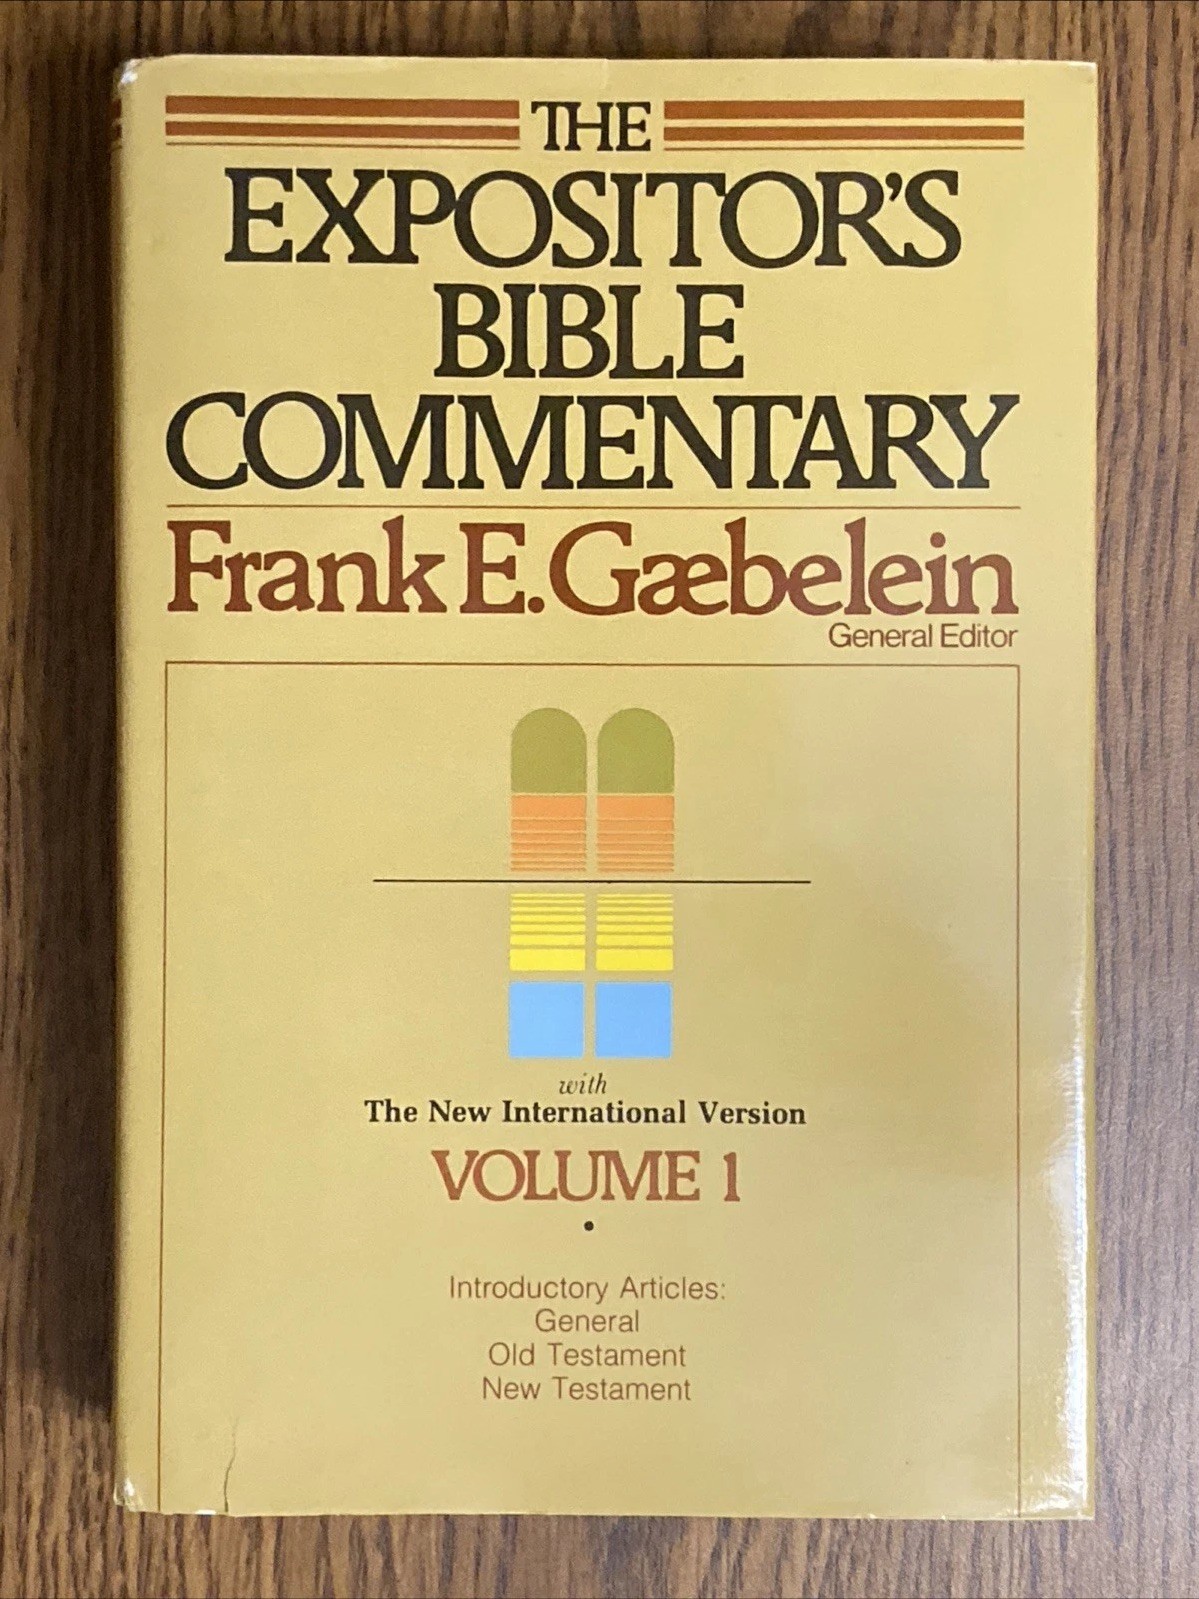 THE
EXPOSITOR'S
BIBLE
COMMENTARY
Frank E. Gæbelein
General Editor
with
The New International Version
VOLUME 1
•
Introductory Articles:
General
Old Testament
New Testament